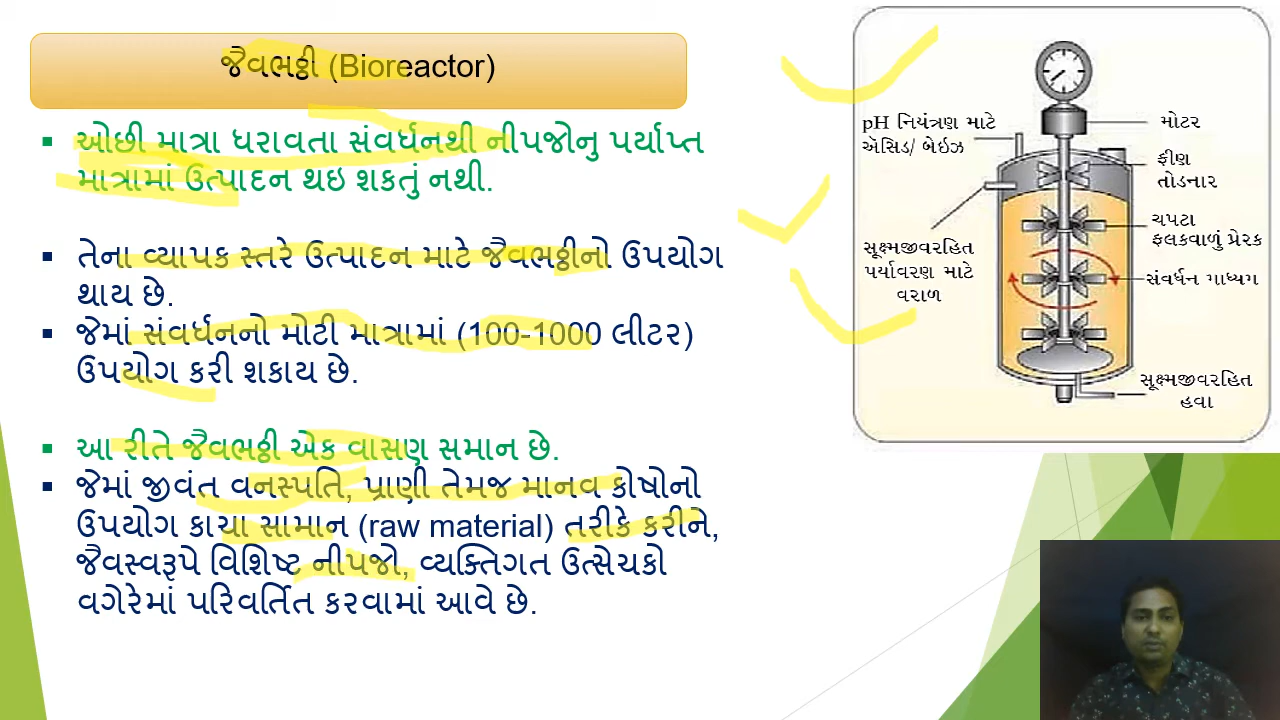 જૈવભઠ્ઠી (Bioreactor)
▪ ઓછી માત્રા ધરાવતા સંવર્ધનથી નીપજોનુ પર્યાપ્ત
માત્રામાં ઉત્પાદન થઇ શકતું નથી.
▪ તેના વ્યાપક સ્તરે ઉત્પાદન માટે જૈવભઠ્ઠીનો ઉપયોગ
થાય છે.
▪ જેમાં સંવર્ધનનો મોટી માત્રામાં (100-1000 લીટર)
ઉપયોગ કરી શકાય છે.
▪ આ રીતે જૈવભઠ્ઠી એક વાસણ સમાન છે.
▪ જેમાં જીવંત વનસ્પતિ, પ્રાણી તેમજ માનવ કોષોનો
ઉપયોગ કાચા સામાન (raw material) તરીકે કરીને,
જૈવસ્વરૂપે વિશિષ્ટ નીપજો, વ્યક્તિગત ઉત્સેચકો
વગેરેમાં પરિવર્તિત કરવામાં આવે છે.
pH નિયંત્રણ માટે
એસિડ/ બેઇઝ
સૂક્ષ્મજીવરહિત
પર્યાવરણ માટે
વરાળ
મોટર
ફીણ
તોડનાર
ચપટા
ફલકવાળું પ્રેરક
સંવર્ધન માધ્યમ
સૂક્ષ્મજીવરહિત
હવા